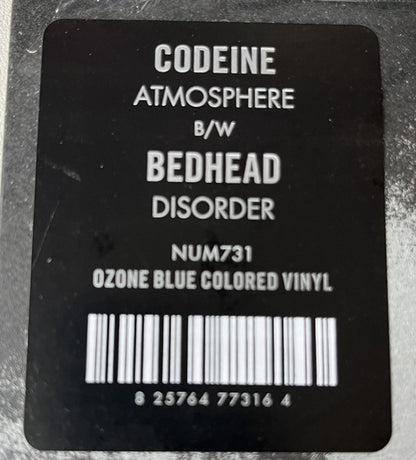 CODEINE
ATMOSPHERE
B/W
BEDHEAD
DISORDER
NUM731
OZONE BLUE COLORED VINYL
8 25764 77316 4